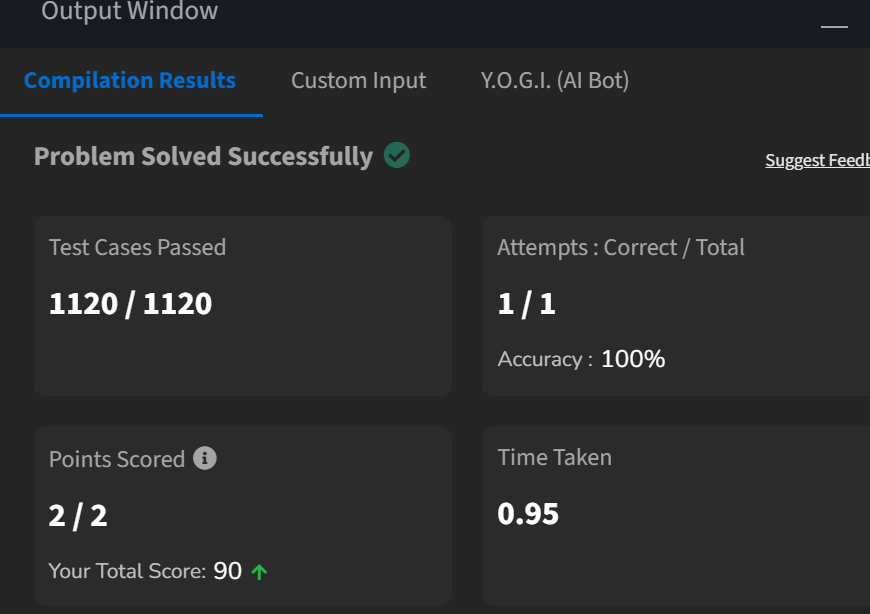 Output Window
Compilation Results Custom Input Y.O.G.I. (AI Bot)
Problem Solved Successfully
Suggest Feedb
Test Cases Passed
1120 / 1120
Attempts : Correct / Total
1 / 1
Accuracy : 100%
Points Scored
2 / 2
Your Total Score: 90
Time Taken
0.95